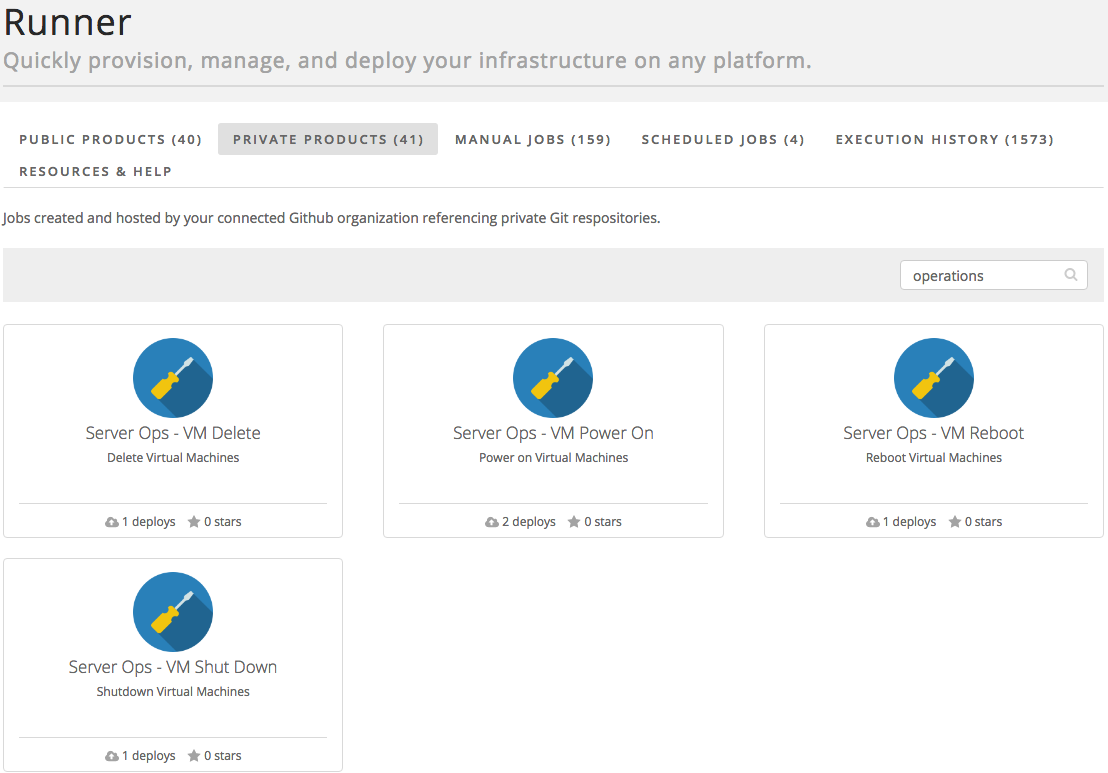 Runner
Quickly provision, manage, and deploy your infrastructure on any platform.
PUBLIC PRODUCTS (40) PRIVATE PRODUCTS (41) MANUAL JOBS (159) SCHEDULED JOBS (4) EXECUTION HISTORY (1573)
RESOURCES & HELP
Jobs created and hosted by your connected Github organization referencing private Git respositories.
operations
Server Ops - VM Delete
Delete Virtual Machines
1 deploys 0 stars
Server Ops - VM Power On
Power on Virtual Machines
2 deploys 0 stars
Server Ops - VM Reboot
Reboot Virtual Machines
1 deploys 0 stars
Server Ops - VM Shut Down
Shutdown Virtual Machines
1 deploys 0 stars